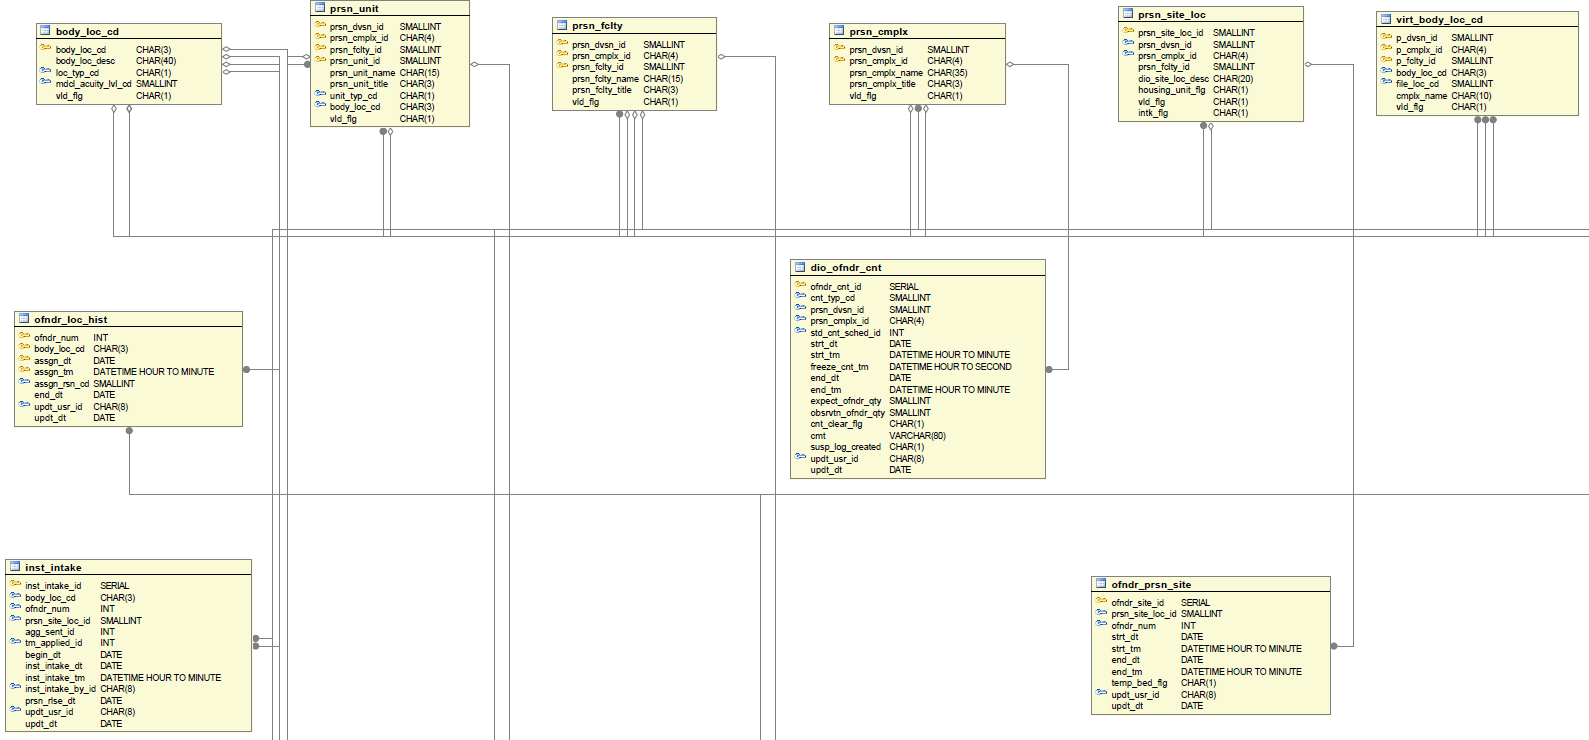 body_loc_cd
body_loc_cd CHAR(3)
body_loc_desc CHAR(40)
loc_typ_cd CHAR(1)
mdcl_acuity_lvl_cd SMALLINT
vld_flg CHAR(1)
prsn_unit
prsn_dvsn_id SMALLINT
prsn_cmplx_id CHAR(4)
prsn_fclty_id SMALLINT
prsn_unit_id SMALLINT
prsn_unit_name CHAR(15)
prsn_unit_title CHAR(3)
unit_typ_cd CHAR(1)
body_loc_cd CHAR(3)
vld_flg CHAR(1)
prsn_fclty
prsn_dvsn_id SMALLINT
prsn_cmplx_id CHAR(4)
prsn_fclty_id SMALLINT
prsn_fclty_name CHAR(15)
prsn_fclty_title CHAR(3)
vld_flg CHAR(1)
prsn_cmplx
prsn_dvsn_id SMALLINT
prsn_cmplx_id CHAR(4)
prsn_cmplx_name CHAR(35)
prsn_cmplx_title CHAR(3)
vld_flg CHAR(1)
prsn_site_loc
prsn_site_loc_id SMALLINT
prsn_dvsn_id SMALLINT
prsn_cmplx_id CHAR(4)
prsn_fclty_id SMALLINT
dio_site_loc_desc CHAR(20)
housing_unit_flg CHAR(1)
vld_flg CHAR(1)
intk_flg CHAR(1)
virt_body_loc_cd
p_dvsn_id SMALLINT
p_cmplx_id CHAR(4)
p_fclty_id SMALLINT
body_loc_cd CHAR(3)
file_loc_cd SMALLINT
cmplx_name CHAR(10)
vld_flg CHAR(1)
dio_ofndr_cnt
ofndr_cnt_id SERIAL
cnt_typ_cd SMALLINT
prsn_dvsn_id SMALLINT
prsn_cmplx_id CHAR(4)
std_cnt_sched_id INT
strt_dt DATE
strt_tm DATETIME HOUR TO MINUTE
freeze_cnt_tm DATETIME HOUR TO SECOND
end_dt DATE
end_tm DATETIME HOUR TO MINUTE
expect_ofndr_qty SMALLINT
obsrvtn_ofndr_qty SMALLINT
cnt_clear_flg CHAR(1)
cmt VARCHAR(80)
susp_log_created CHAR(1)
updt_usr_id CHAR(8)
updt_dt DATE
ofndr_loc_hist
ofndr_num INT
body_loc_cd CHAR(3)
assgn_dt DATE
assgn_tm DATETIME HOUR TO MINUTE
assgn_rsn_cd SMALLINT
end_dt DATE
updt_usr_id CHAR(8)
updt_dt DATE
inst_intake
inst_intake_id SERIAL
body_loc_cd CHAR(3)
ofndr_num INT
prsn_site_loc_id SMALLINT
agg_sent_id INT
tm_applied_id INT
begin_dt DATE
inst_intake_dt DATE
inst_intake_tm DATETIME HOUR TO MINUTE
inst_intake_by_id CHAR(8)
prsn_rlse_dt DATE
updt_usr_id CHAR(8)
updt_dt DATE
ofndr_prsn_site
ofndr_site_id SERIAL
prsn_site_loc_id SMALLINT
ofndr_num INT
strt_dt DATE
strt_tm DATETIME HOUR TO MINUTE
end_dt DATE
end_tm DATETIME HOUR TO MINUTE
temp_bed_flg CHAR(1)
updt_usr_id CHAR(8)
updt_dt DATE